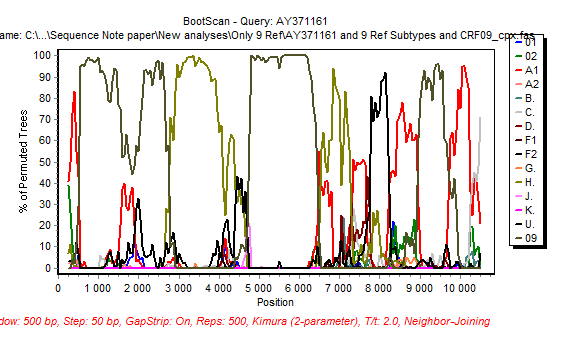 BootScan - Query: AY371161
ame: C:\...\Sequence Note paper\New analyses\Only 9 Ref\AY371161 and 9 Ref Subtypes and CRF09_cpx.fas
% of Permuted Trees
100
90
80
70
60
50
40
30
20
10
0
0 1 000 2 000 3 000 4 000 5 000 6 000 7 000 8 000 9 000 10 000
Position
01
02
A1
A2
B.
C.
D.
F1
F2
G.
H.
J.
K.
U.
09
dow: 500 bp, Step: 50 bp, GapStrip: On, Reps: 500, Kimura (2-parameter), T/t: 2.0, Neighbor-Joining